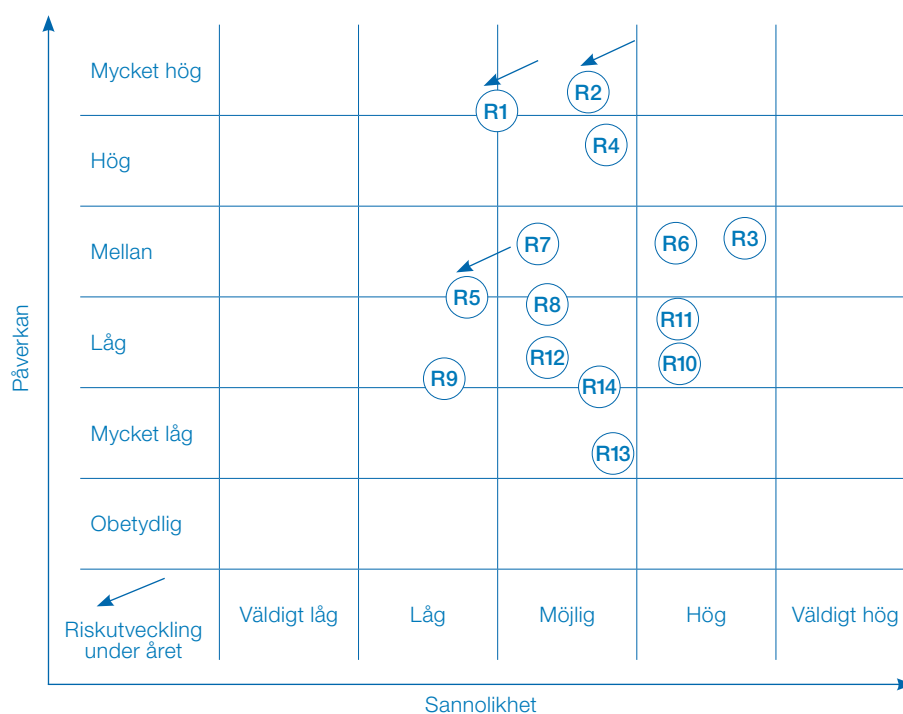 Påverkan
Mycket hög
R1
R2
Hög
R4
Mellan
R7
R6
R3
R5
R8
R11
Låg
R12
R10
R9
R14
Mycket låg
R13
Obetydlig
Riskutveckling
under året
Väldigt låg
Låg
Möjlig
Hög
Väldigt hög
Sannolikhet